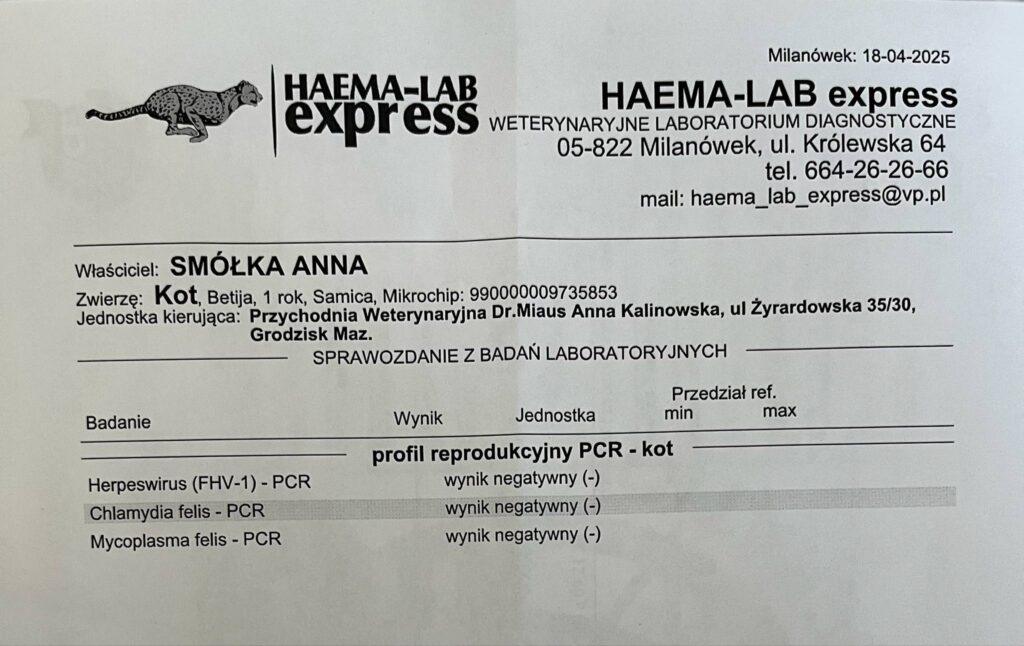 Milanówek: 18-04-2025
HAEMA-LAB
express
HAEMA-LAB express
WETERYNARYJNE LABORATORIUM DIAGNOSTYCZNE
05-822 Milanówek, ul. Królewska 64
tel. 664-26-26-66
mail: haema_lab_express@vp.pl
Właściciel: SMÓŁKA ANNA
Zwierzę: Kot, Betija, 1 rok, Samica, Mikrochip: 990000009735853
Jednostka kierująca: Przychodnia Weterynaryjna Dr.Miaus Anna Kalinowska, ul Żyrardowska 35/30,
Grodzisk Maz.
SPRAWOZDANIE Z BADAŃ LABORATORYJNYCH
Przedział ref.
Badanie Wynik Jednostka min max
profil reprodukcyjny PCR - kot
Herpeswirus (FHV-1) - PCR wynik negatywny (-)
Chlamydia felis - PCR wynik negatywny (-)
Mycoplasma felis - PCR wynik negatywny (-)